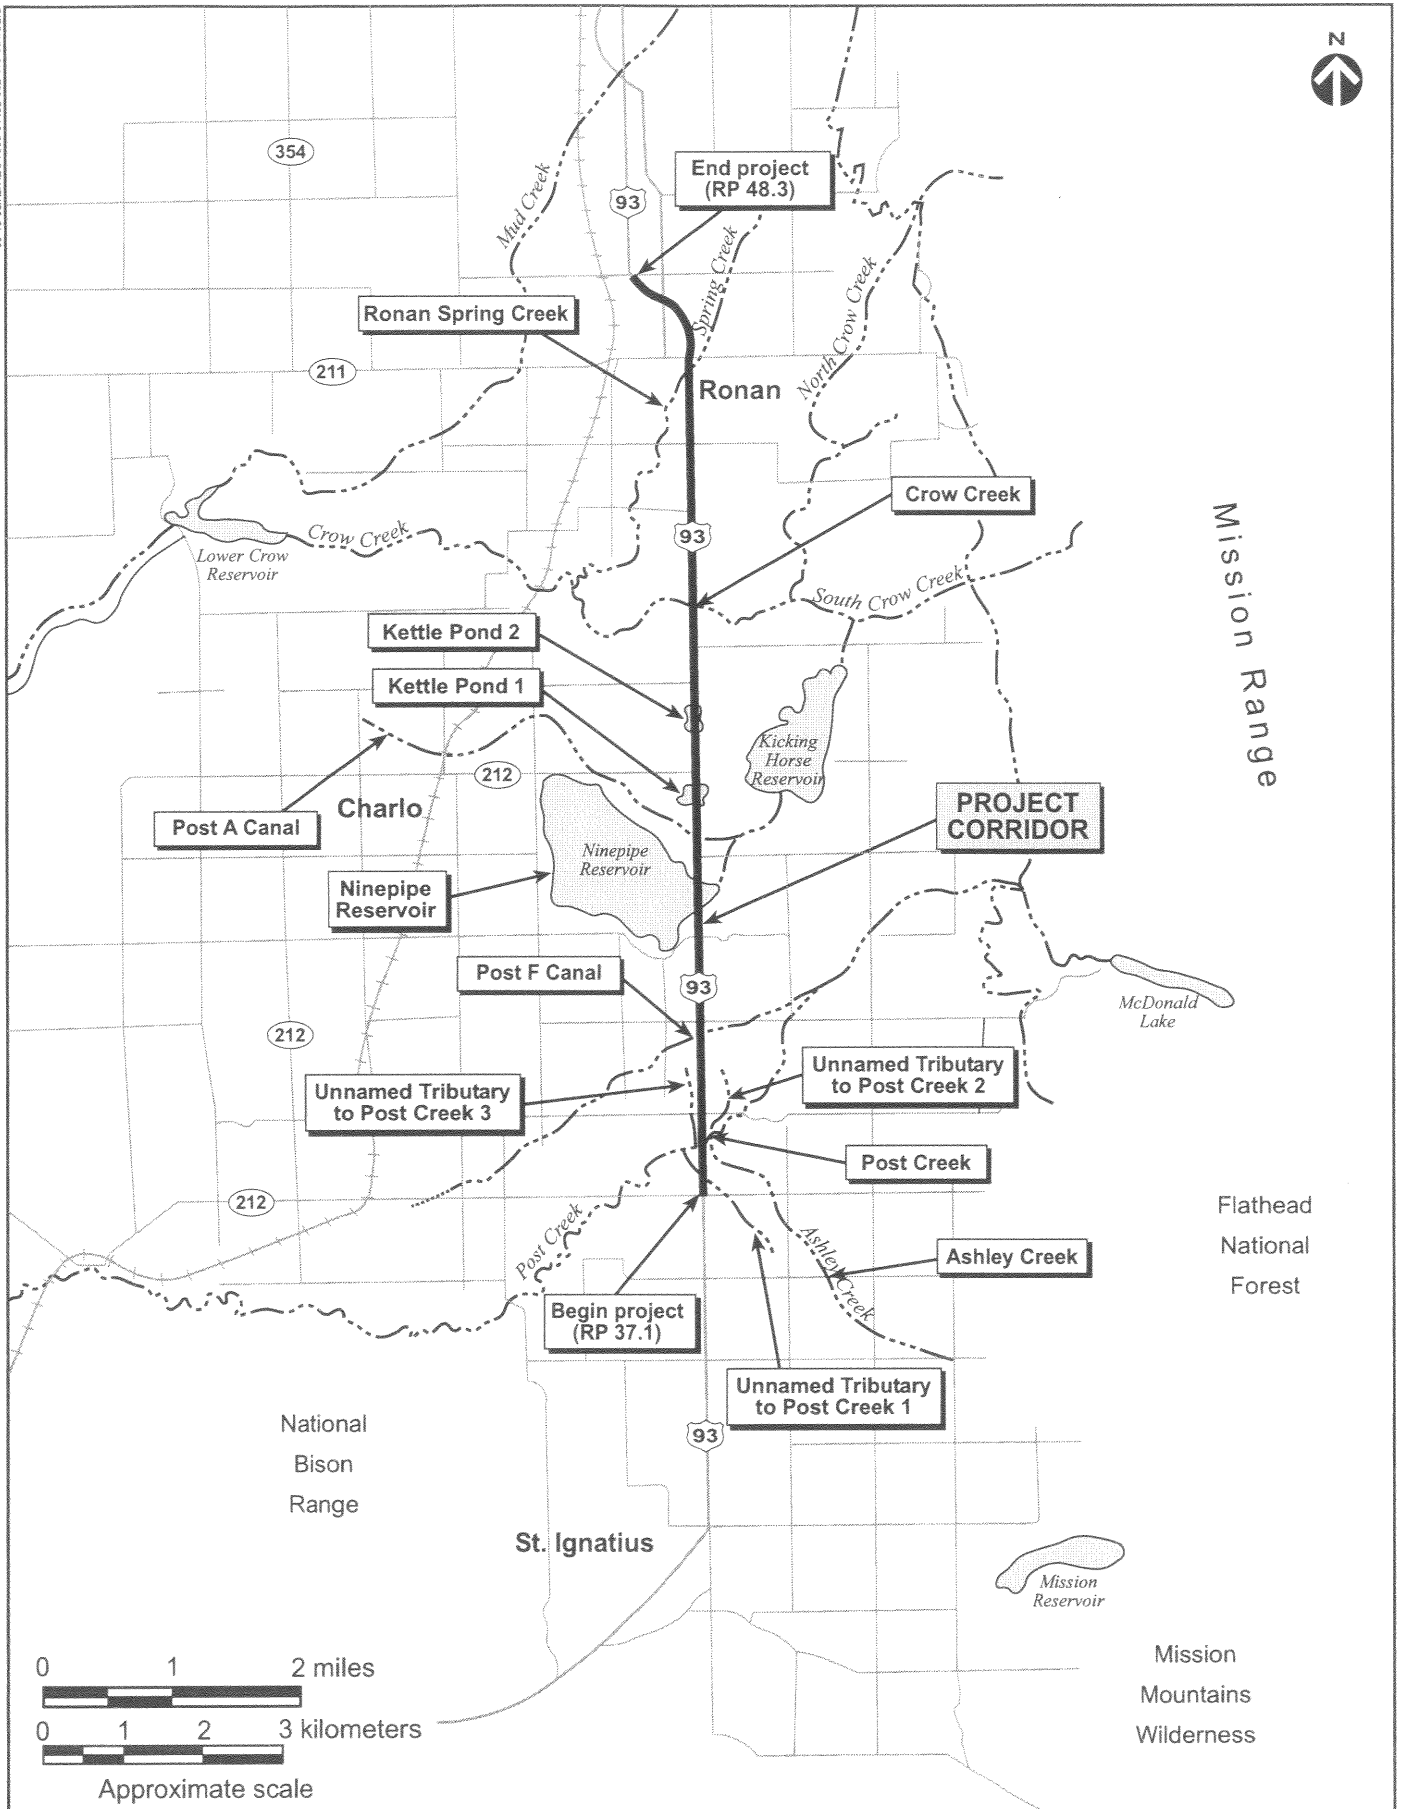 N
354
End project
(RP 48.3)
93
Mud Creek
Spring Creek
North Crow Creek
Ronan Spring Creek
211
Ronan
Crow Creek
93
Crow Creek
Lower Crow
Reservoir
South Crow Creek
Mission Range
Kettle Pond 2
Kettle Pond 1
Kicking
Horse
Reservoir
212
Charlo
Post A Canal
PROJECT
CORRIDOR
Ninepipe
Reservoir
Ninepipe
Reservoir
Post F Canal
93
McDonald
Lake
212
Unnamed Tributary
to Post Creek 2
Unnamed Tributary
to Post Creek 3
Post Creek
212
Flathead
National
Forest
Post Creek
Ashley Creek
Ashley Creek
Begin project
(RP 37.1)
Unnamed Tributary
to Post Creek 1
93
National
Bison
Range
St. Ignatius
Mission
Reservoir
Mission
Mountains
Wilderness
0 1 2 miles
0 1 2 3 kilometers
Approximate scale